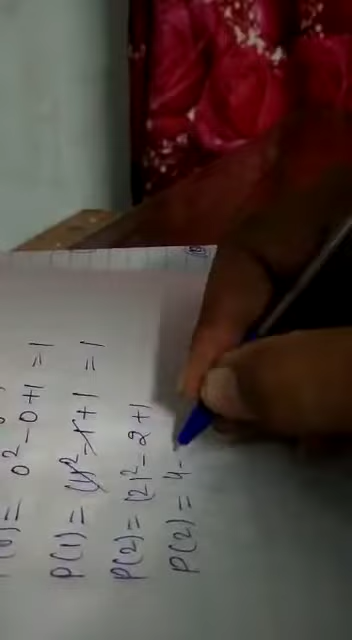 P(0) = 0² - 0 + 1 = 1
P(1) = (1)² - 1 + 1 = 1
P(2) = (2)² - 2 + 1
P(2) = 4 -